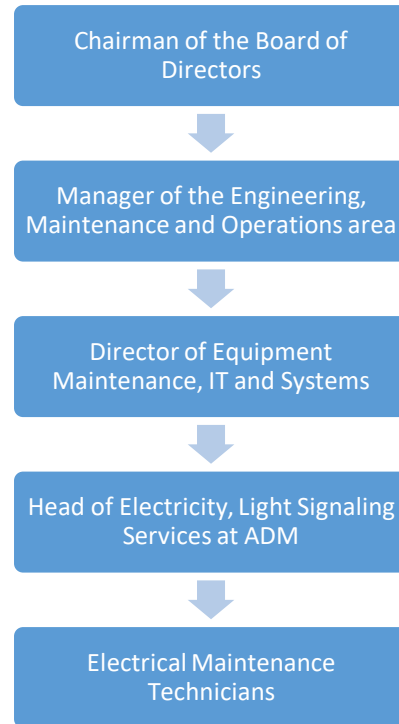 Chairman of the Board of
Directors
Manager of the Engineering,
Maintenance and Operations area
Director of Equipment
Maintenance, IT and Systems
Head of Electricity, Light Signaling
Services at ADM
Electrical Maintenance
Technicians